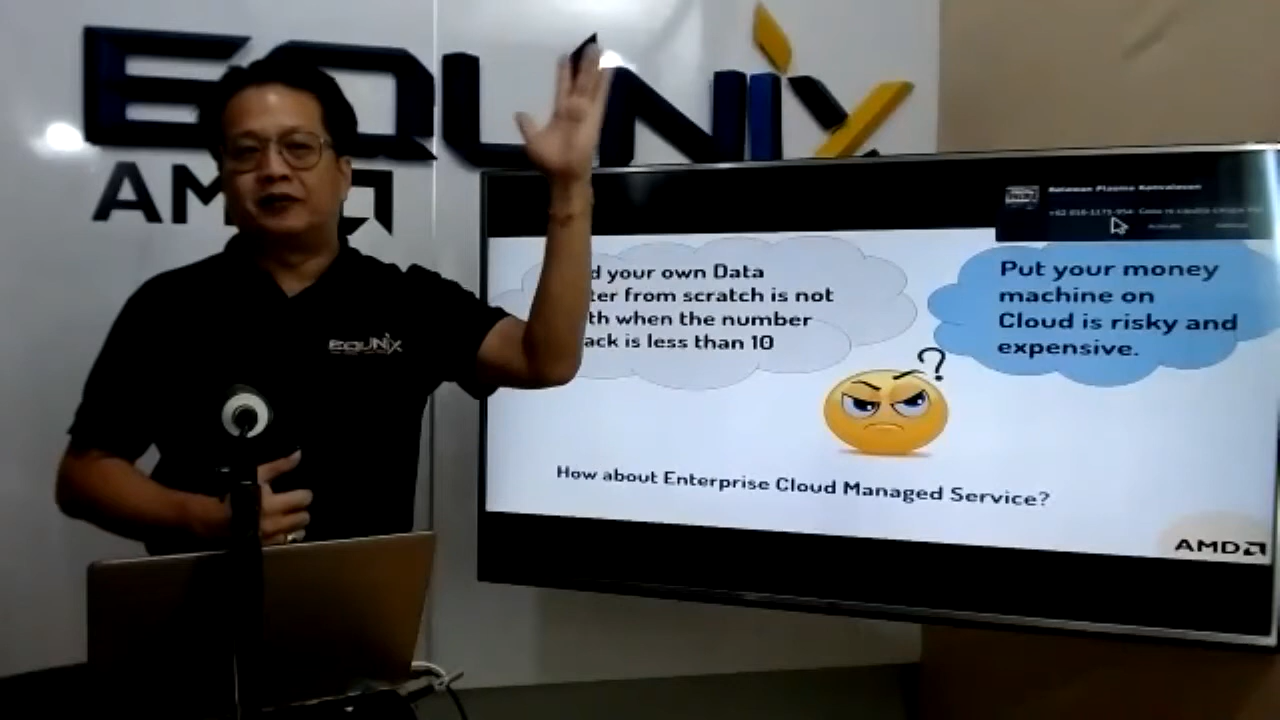 EQUNIX
AMD
EQUNIX
d your own Data
ter from scratch is not
th when the number
ack is less than 10
Put your money
machine on
Cloud is risky and
expensive.
?
How about Enterprise Cloud Managed Service?
AMD